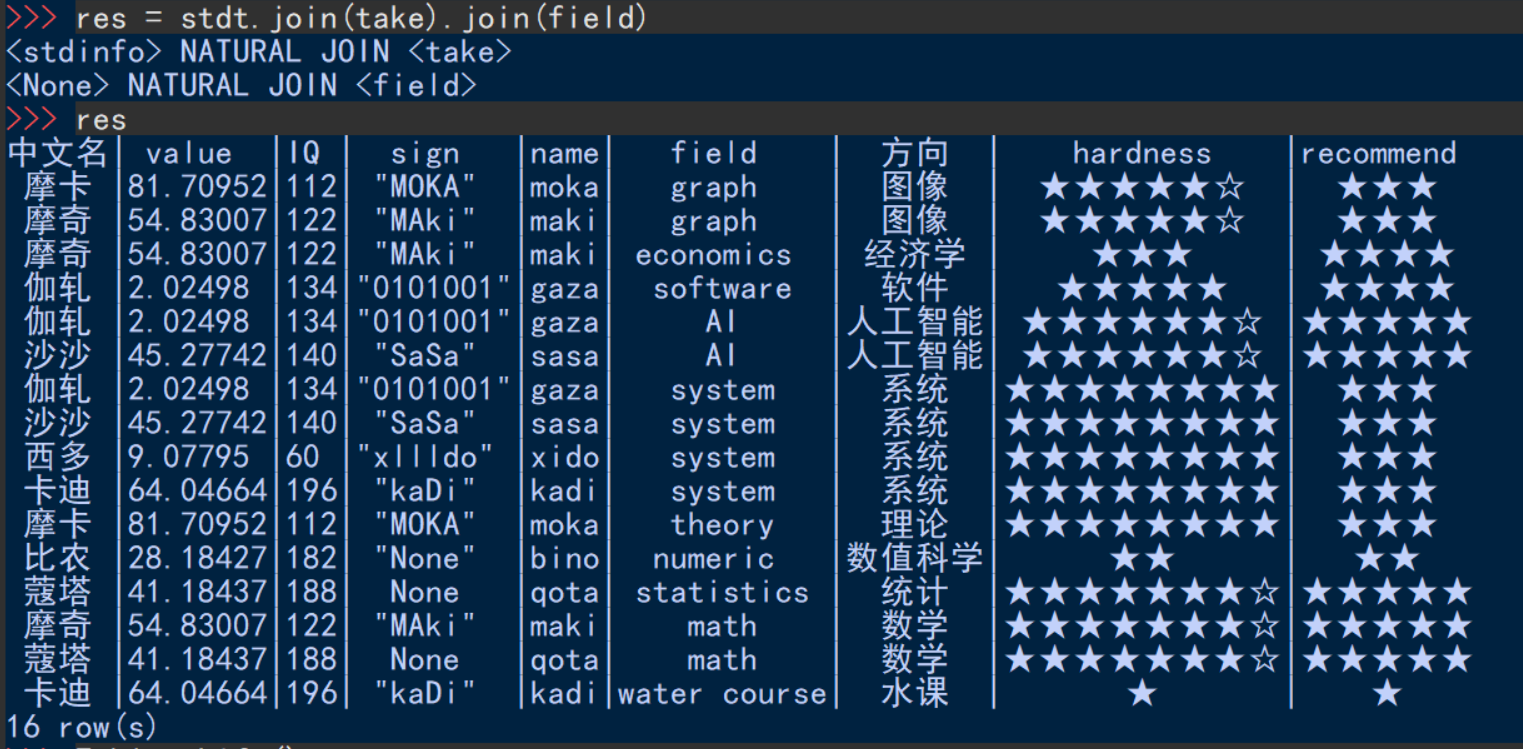 >>> res = stdt.join(take).join(field)
<stdinfo> NATURAL JOIN <take>
<None> NATURAL JOIN <field>
>>> res
中文名| value |IQ | sign |name| field | 方向 | hardness |recommend
摩卡 |81.70952|112| "MOKA" |moka| graph | 图像 | ★★★★★☆ | ★★★
摩奇 |54.83007|122| "MAki" |maki| graph | 图像 | ★★★★★☆ | ★★★
摩奇 |54.83007|122| "MAki" |maki| economics | 经济学 | ★★★ | ★★★★
伽轧 |2.02498 |134|"0101001"|gaza| software | 软件 | ★★★★★ | ★★★★
伽轧 |2.02498 |134|"0101001"|gaza| AI |人工智能| ★★★★★★☆ |★★★★★
沙沙 |45.27742|140| "SaSa" |sasa| AI |人工智能| ★★★★★★☆ |★★★★★
伽轧 |2.02498 |134|"0101001"|gaza| system | 系统 |★★★★★★★★| ★★★
沙沙 |45.27742|140| "SaSa" |sasa| system | 系统 |★★★★★★★★| ★★★
西多 |9.07795 |60 |"xlldo" |xido| system | 系统 |★★★★★★★★| ★★★
卡迪 |64.04664|196| "kaDi" |kadi| system | 系统 |★★★★★★★★| ★★★
摩卡 |81.70952|112| "MOKA" |moka| theory | 理论 |★★★★★★★★| ★★★
比农 |28.18427|182| "None" |bino| numeric |数值科学| ★★ | ★★
蔻塔 |41.18437|188| None |qota| statistics | 统计 |★★★★★★★☆|★★★★★
摩奇 |54.83007|122| "MAki" |maki| math | 数学 |★★★★★★★☆|★★★★★
蔻塔 |41.18437|188| None |qota| math | 数学 |★★★★★★★☆|★★★★★
卡迪 |64.04664|196| "kaDi" |kadi|water course| 水课 | ★ | ★
16 row(s)